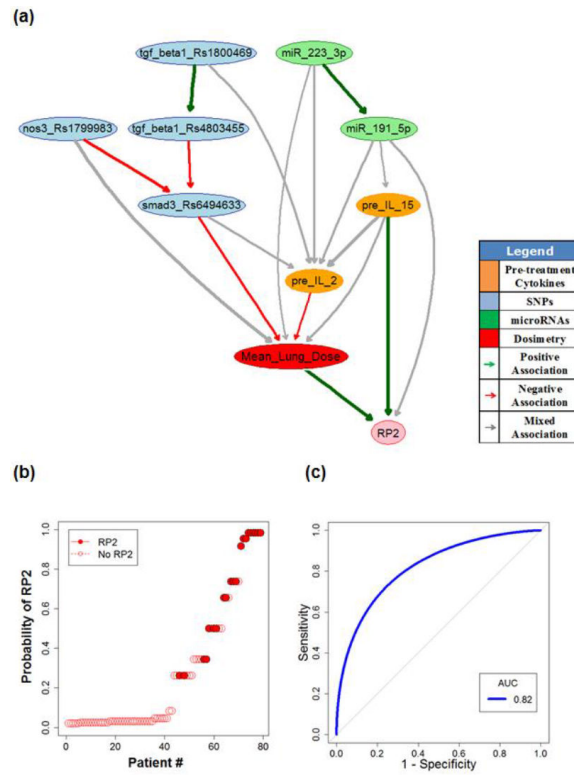 (a)
tgf_beta1_Rs1800469
miR_223_3p
nos3_Rs1799983
tgf_beta1_Rs4803455
miR_191_5p
smad3_Rs6494633
pre_IL_15
pre_IL_2
Mean_Lung_Dose
RP2
Legend
Pre-treatment
Cytokines
SNPs
microRNAs
Dosimetry
Positive
Association
Negative
Association
Mixed
Association
(b)
Probability of RP2
1.0
0.8
0.6
0.4
0.2
0.0
RP2
No RP2
0
20
40
60
80
Patient #
(c)
Sensitivity
1.0
0.8
0.6
0.4
0.2
0.0
AUC
0.82
0.0
0.2
0.4
0.6
0.8
1.0
1 - Specificity